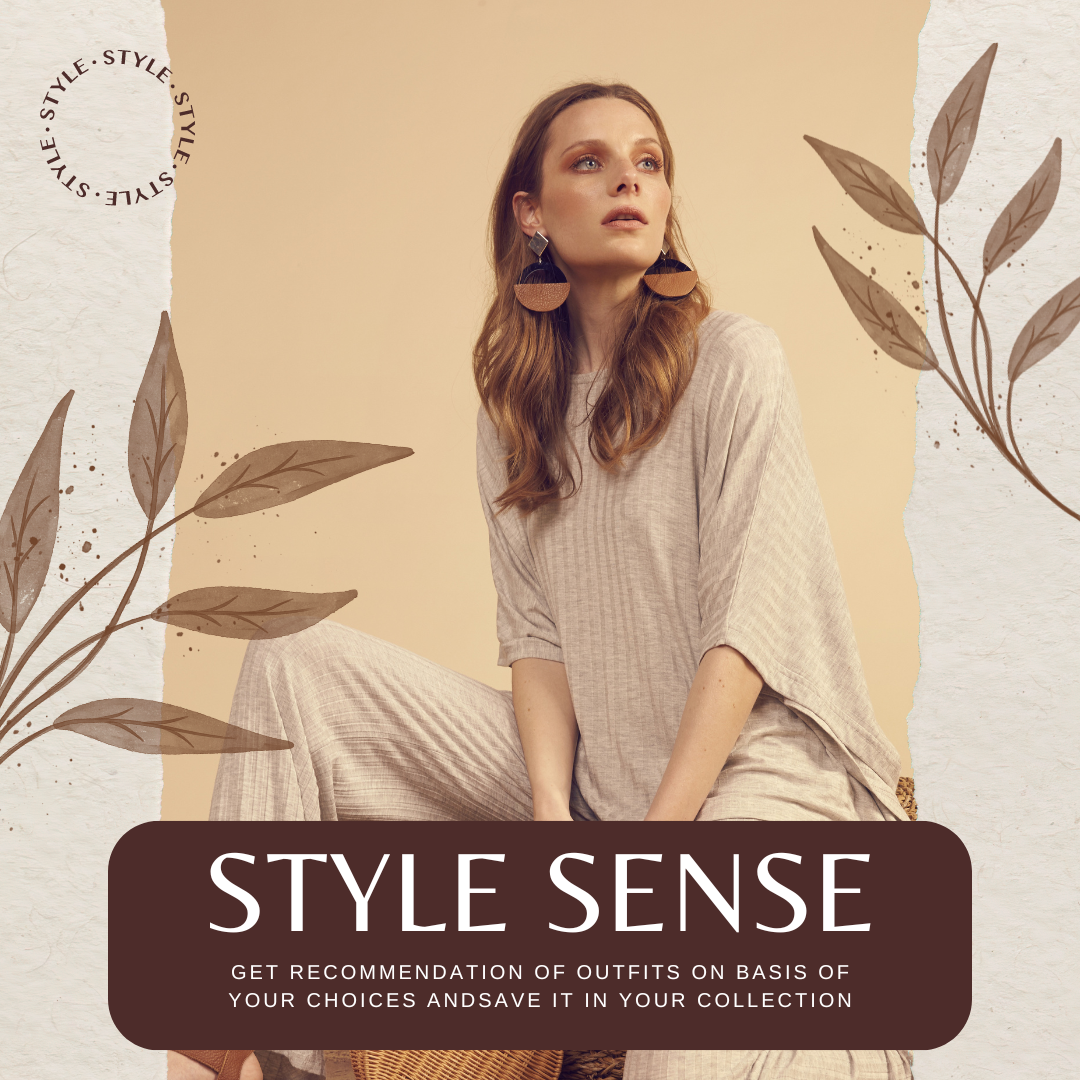 STYLE · STYLE · STYLE · STYLE · STYLE ·
STYLE SENSE
GET RECOMMENDATION OF OUTFITS ON BASIS OF
YOUR CHOICES ANDSAVE IT IN YOUR COLLECTION